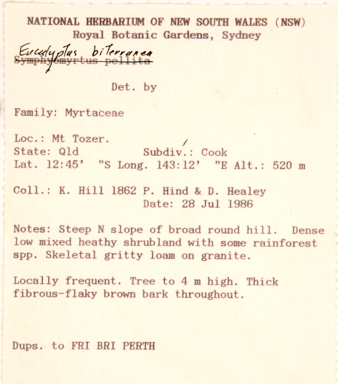 NATIONAL HERBARIUM OF NEW SOUTH WALES (NSW)
Royal Botanic Gardens, Sydney
Eucalyptus biterranea
Symphyomyrtus pellita
Det. by
Family: Myrtaceae
Loc.: Mt Tozer.
State: Qld Subdiv.: Cook
Lat. 12:45' "S Long. 143:12' "E Alt.: 520 m
Coll.: K. Hill 1862 P. Hind & D. Healey
Date: 28 Jul 1986
Notes: Steep N slope of broad round hill. Dense
low mixed heathy shrubland with some rainforest
spp. Skeletal gritty loam on granite.
Locally frequent. Tree to 4 m high. Thick
fibrous-flaky brown bark throughout.
Dups. to FRI BRI PERTH